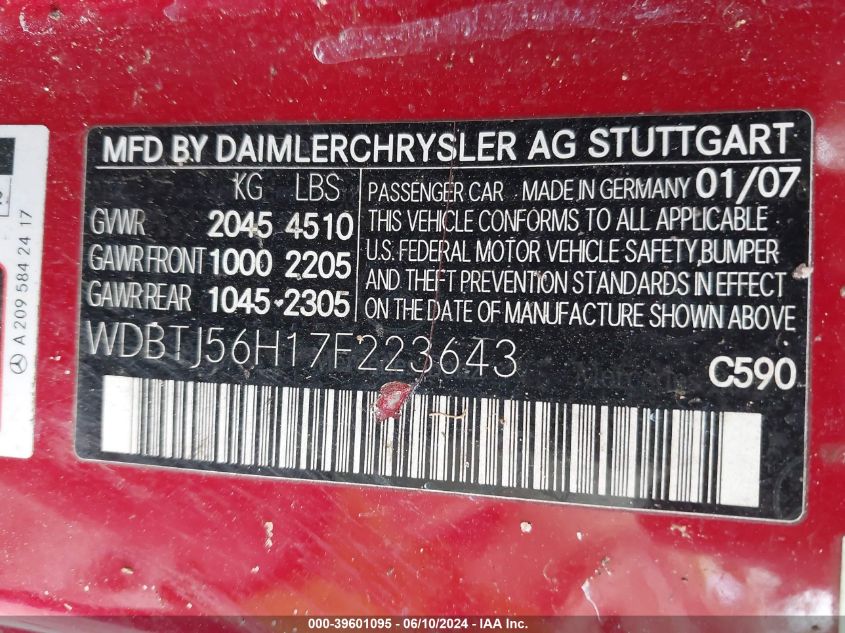 MFD BY DAIMLERCHRYSLER AG STUTTGART
KG LBS
GVWR 2045 4510
GAWR FRONT 1000 2205
GAWR REAR 1045 2305
PASSENGER CAR MADE IN GERMANY 01/07
THIS VEHICLE CONFORMS TO ALL APPLICABLE
U.S. FEDERAL MOTOR VEHICLE SAFETY, BUMPER
AND THEFT PREVENTION STANDARDS IN EFFECT
ON THE DATE OF MANUFACTURE SHOWN ABOVE
WDBTJ56H17F223643
C590
A 209 584 24 17
000-39601095 - 06/10/2024 - IAA Inc.